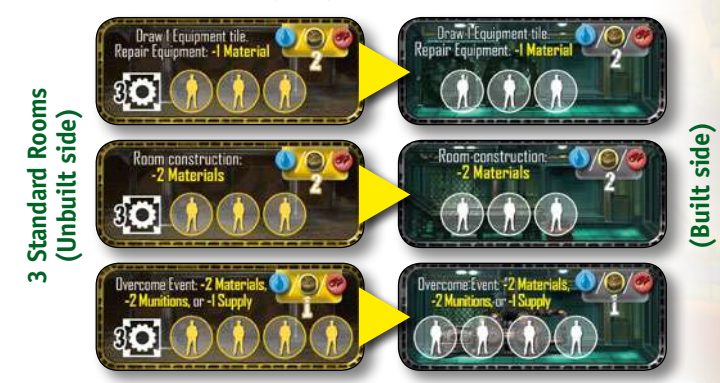 3 Standard Rooms
(Unbuilt side)
Draw 1 Equipment tile.
Repair Equipment: -1 Material
2
3
Draw 1 Equipment tile.
Repair Equipment: -1 Material
2
Room construction:
-2 Materials
2
3
Room construction:
-2 Materials
2
Overcome Event: -2 Materials,
-2 Munitions, or -1 Supply
1
3
Overcome Event: -2 Materials,
-2 Munitions, or -1 Supply
1
(Built side)